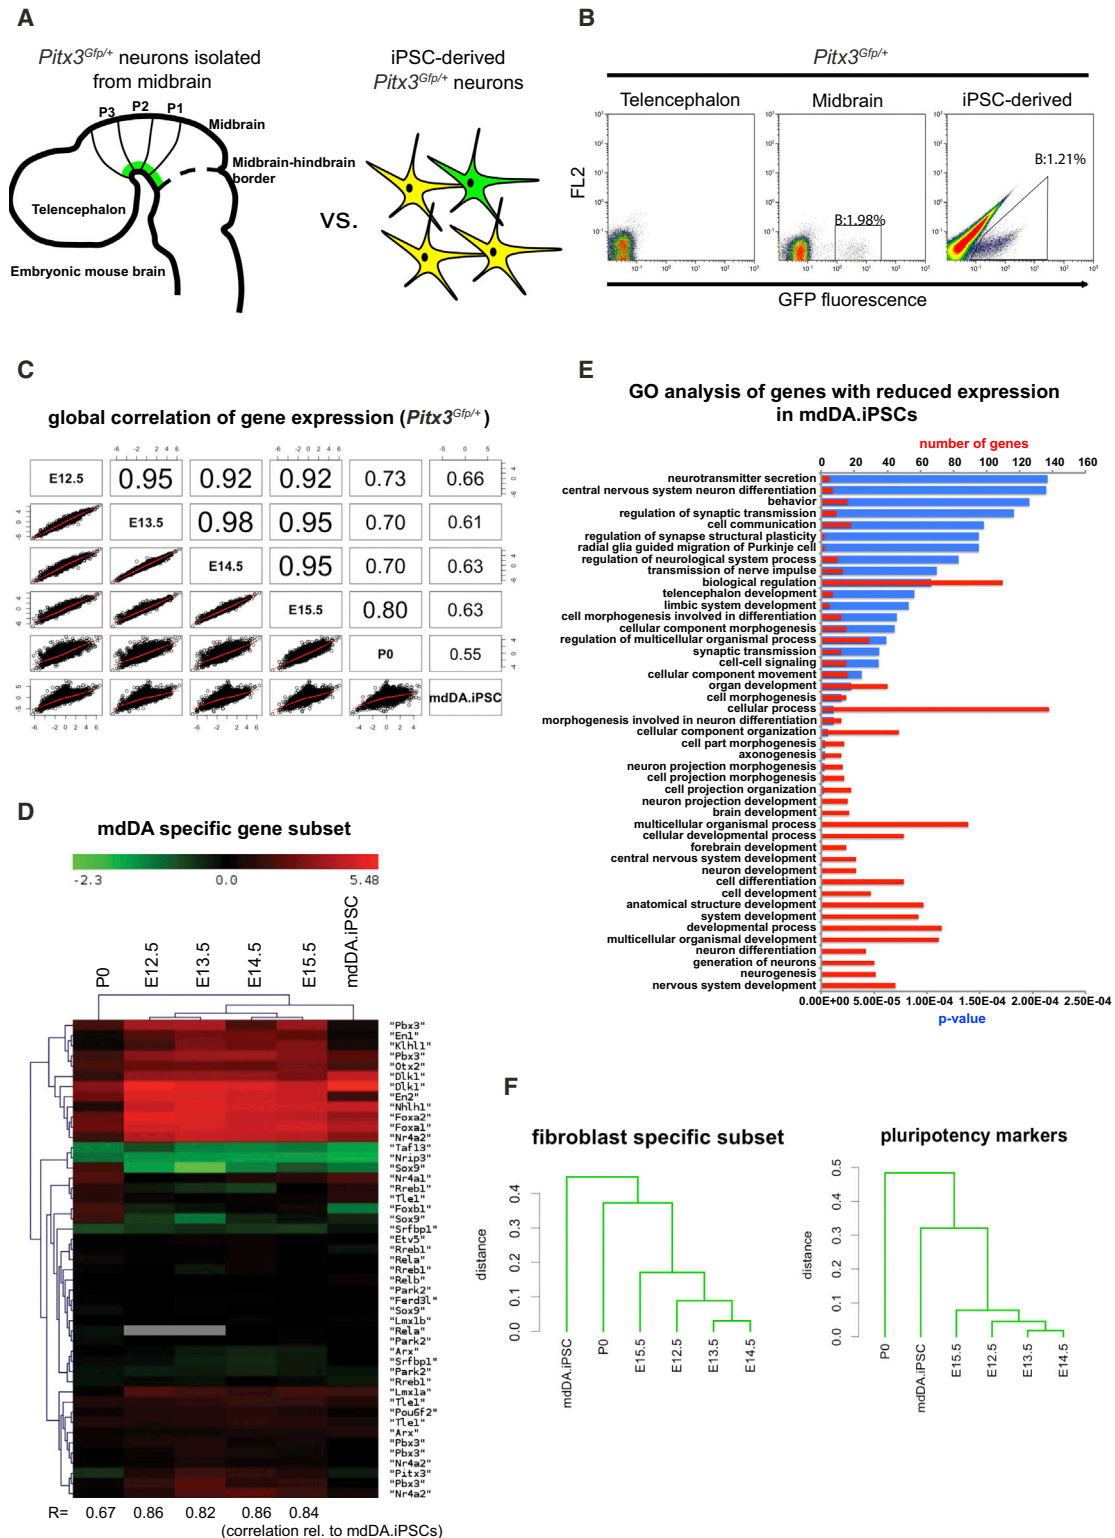 A
Pitx3Gfp/+ neurons isolated
from midbrain
iPSC-derived
Pitx3Gfp/+ neurons
P3 P2 P1
Midbrain
Midbrain-hindbrain
border
Telencephalon
Embryonic mouse brain
vs.
B
Pitx3Gfp/+
Telencephalon Midbrain iPSC-derived
FL2
B:1.98%
B:1.21%
GFP fluorescence
C
global correlation of gene expression (Pitx3Gfp/+)
E12.5 0.95 0.92 0.92 0.73 0.66
E13.5 0.98 0.95 0.70 0.61
E14.5 0.95 0.70 0.63
E15.5 0.80 0.63
P0 0.55
mdDA.iPSC
D
mdDA specific gene subset
-2.3 0.0 5.48
P0 E12.5 E13.5 E14.5 E15.5 mdDA.iPSC
"Pbx3"
"En1"
"Klhl1"
"Pbx3"
"Otx2"
"Dlk1"
"Dlk1"
"En2"
"Nhlh1"
"Foxa2"
"Foxa1"
"Nr4a2"
"Taf13"
"Nrip3"
"Sox9"
"Nr4a1"
"Rreb1"
"Tle1"
"Foxb1"
"Sox9"
"Srfbp1"
"Etv5"
"Rreb1"
"Rela"
"Rreb1"
"Relb"
"Park2"
"Ferd3l"
"Sox9"
"Lmx1b"
"Rela"
"Park2"
"Arx"
"Srfbp1"
"Park2"
"Rreb1"
"Lmx1a"
"Tle1"
"Pou6f2"
"Tle1"
"Arx"
"Pbx3"
"Pbx3"
"Nr4a2"
"Pitx3"
"Pbx3"
"Nr4a2"
R= 0.67 0.86 0.82 0.86 0.84
(correlation rel. to mdDA.iPSCs)
E
GO analysis of genes with reduced expression
in mdDA.iPSCs
number of genes
0 20 40 60 80 100 120 140 160
neurotransmitter secretion
central nervous system neuron differentiation
behavior
regulation of synaptic transmission
cell communication
regulation of synapse structural plasticity
radial glia guided migration of Purkinje cell
regulation of neurological system process
transmission of nerve impulse
biological regulation
telencephalon development
limbic system development
cell morphogenesis involved in differentiation
cellular component morphogenesis
regulation of multicellular organismal process
synaptic transmission
cell-cell signaling
cellular component movement
organ development
cell morphogenesis
cellular process
morphogenesis involved in neuron differentiation
cellular component organization
cell part morphogenesis
axonogenesis
neuron projection morphogenesis
cell projection morphogenesis
cell projection organization
neuron projection development
brain development
multicellular organismal process
cellular developmental process
forebrain development
central nervous system development
neuron development
cell differentiation
cell development
anatomical structure development
system development
developmental process
multicellular organismal development
neuron differentiation
generation of neurons
neurogenesis
nervous system development
0.00E+00 5.00E-05 1.00E-04 1.50E-04 2.00E-04 2.50E-04
p-value
F
fibroblast specific subset
distance
0.0 0.1 0.2 0.3 0.4
mdDA.iPSC P0 E15.5 E12.5 E13.5 E14.5
pluripotency markers
distance
0.0 0.1 0.2 0.3 0.4 0.5
P0 mdDA.iPSC E15.5 E12.5 E13.5 E14.5